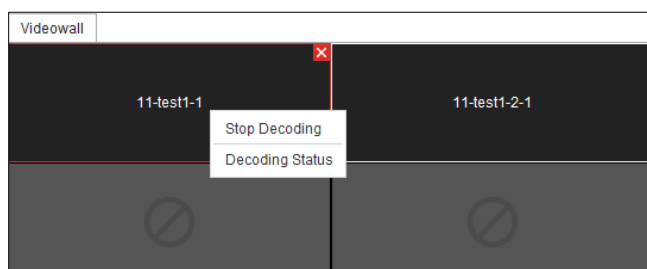 Videowall
11-test1-1
11-test1-2-1
Stop Decoding
Decoding Status